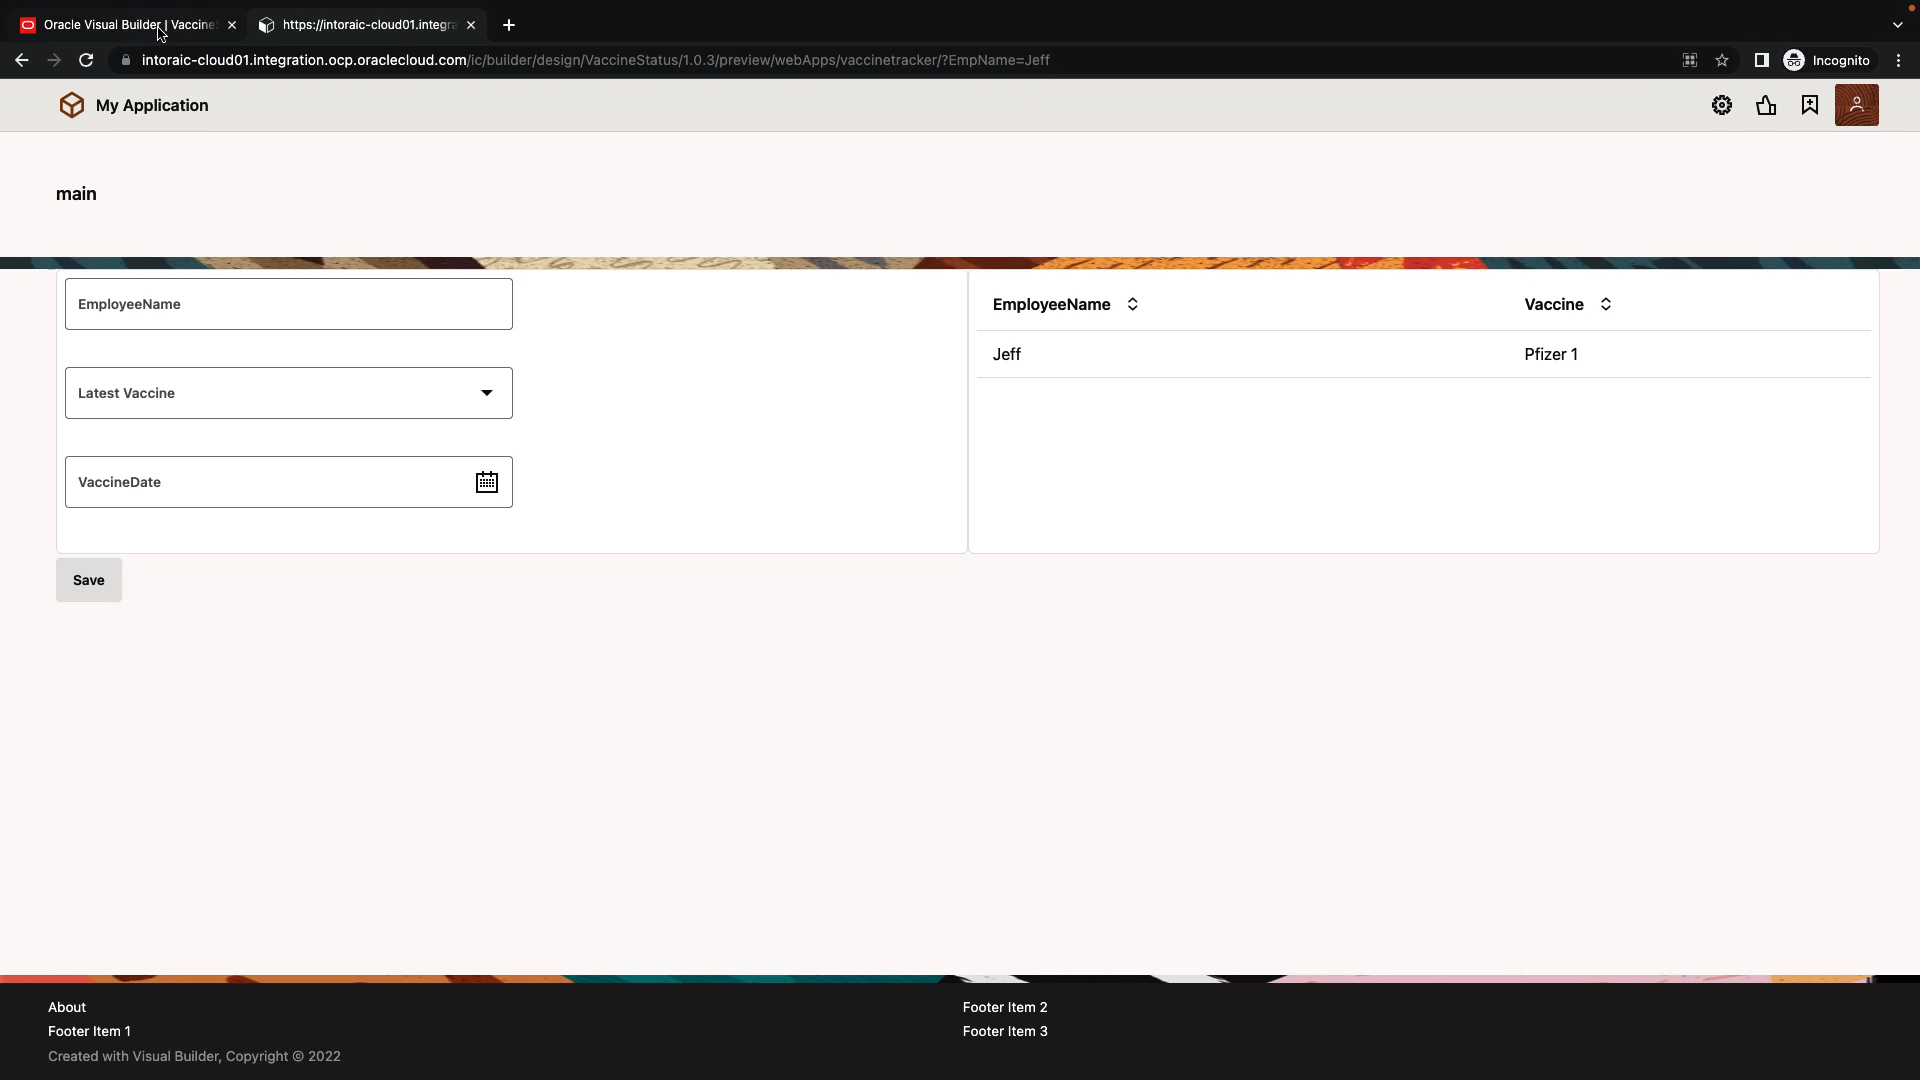 Oracle Visual Builder | Vaccine
https://intoraic-cloud01.integra
intoraic-cloud01.integration.ocp.oraclecloud.com/ic/builder/design/VaccineStatus/1.0.3/preview/webApps/vaccinetracker/?EmpName=Jeff
Incognito
My Application
main
EmployeeName
Latest Vaccine
VaccineDate
Save
EmployeeName Vaccine
Jeff Pfizer 1
About
Footer Item 1
Footer Item 2
Footer Item 3
Created with Visual Builder, Copyright © 2022